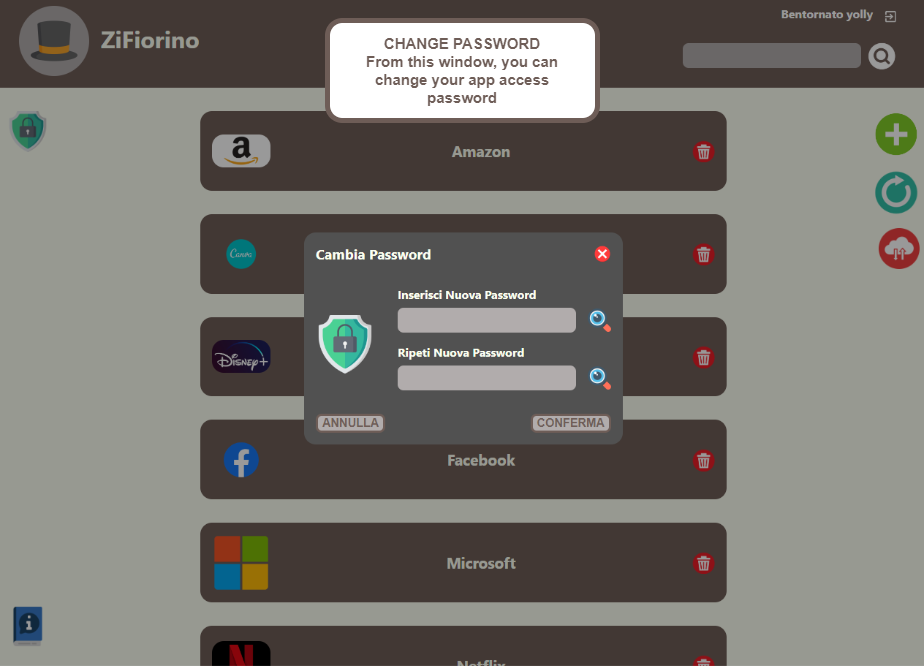 ZiFiorino
Bentornato yolly
CHANGE PASSWORD
From this window, you can
change your app access
password
a
Amazon
Canva
Cambia Password
Inserisci Nuova Password
Ripeti Nuova Password
ANNULLA
CONFERMA
Disney+
Facebook
Microsoft
Netflix